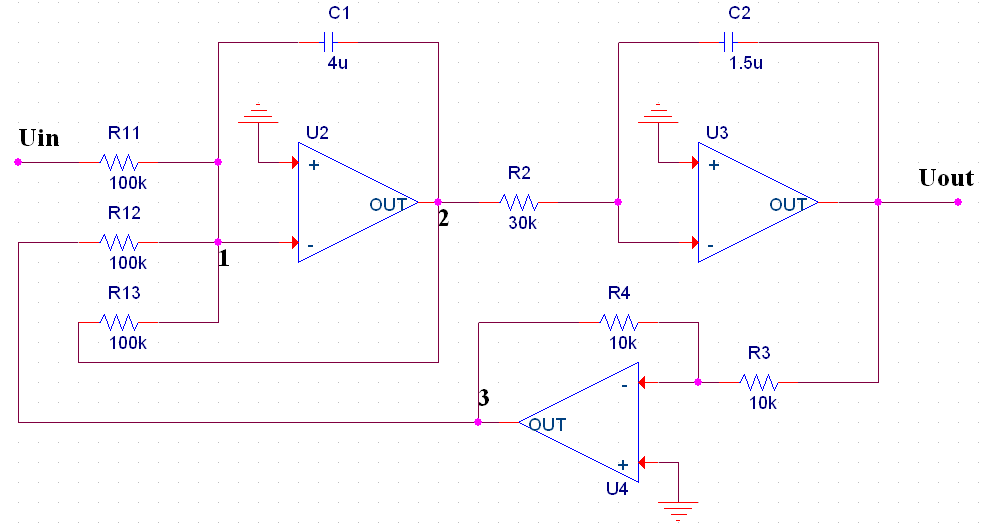 C1
4u
C2
1.5u
Uin
R11
100k
U2
+
-
OUT
2
R2
30k
U3
+
-
OUT
Uout
R12
100k
1
R13
100k
R4
10k
R3
10k
3
OUT
-
+
U4